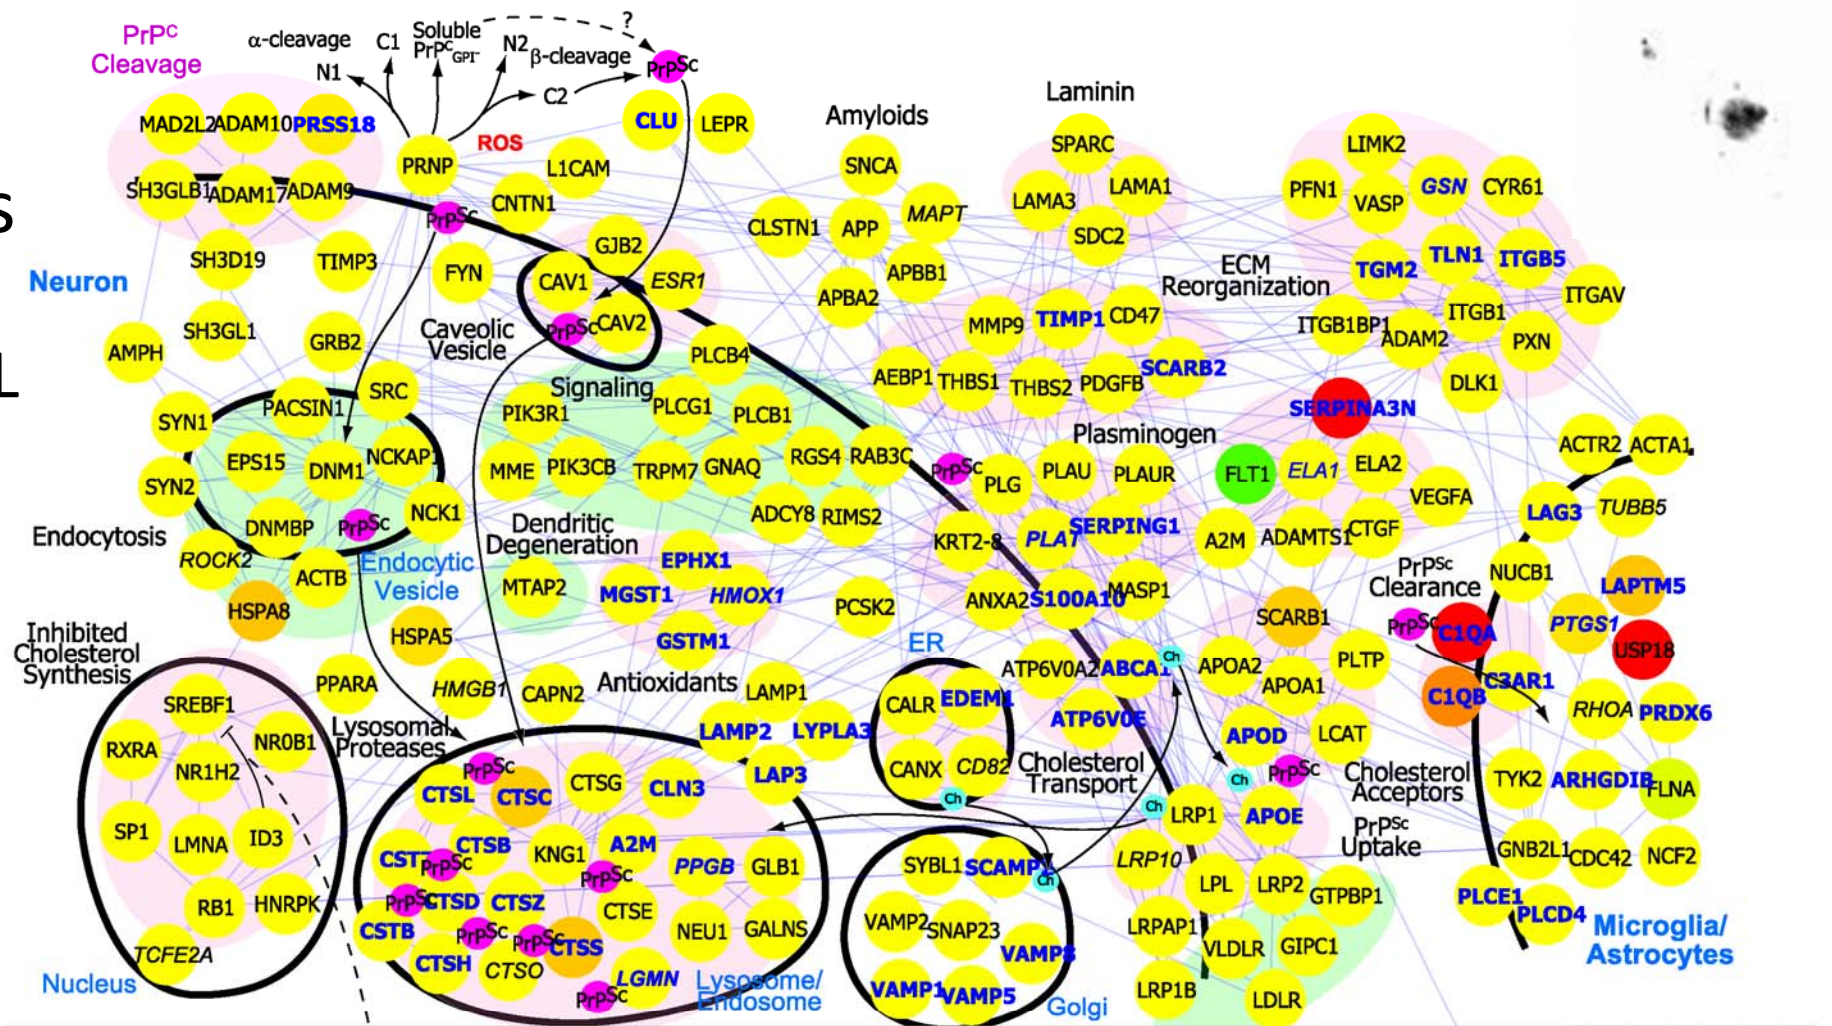 PrPC
Cleavage
α-cleavage
C1
Soluble
PrPC GPI-
N2
β-cleavage
?
N1
C2
PrPSc
MAD2L2 ADAM10 PRSS18
PRNP
ROS
L1CAM
CLU
LEPR
Amyloids
Laminin
SH3GLB1 ADAM17 ADAM9
PrPSc
CNTN1
SNCA
SPARC
LAMA3
LAMA1
SDC2
LIMK2
PFN1
VASP
GSN
CYR61
s
Neuron
SH3D19
TIMP3
FYN
GJB2
CAV1
ESR1
CLSTN1
APP
MAPT
APBB1
APBA2
ECM
Reorganization
TGM2
TLN1
ITGB5
ITGAV
AMPH
SH3GL1
GRB2
Caveolic
Vesicle
PrPSc
CAV2
PLCB4
MMP9
TIMP1
CD47
ITGB1BP1
ADAM2
ITGB1
PXN
L
SYN1
PACSIN1
SRC
Signaling
PIK3R1
PLCG1
PLCB1
AEBP1
THBS1
THBS2
PDGFB
SCARB2
DLK1
SERPINA3N
SYN2
EPS15
DNM1
NCKAP1
MME
PIK3CB
TRPM7
GNAQ
RGS4
RAB3C
PrPSc
PLG
PLAU
Plasminogen
PLAUR
FLT1
ELA1
ELA2
VEGFA
ACTR2
ACTA1
Endocytosis
DNMBP
PrPSc
NCK1
Dendritic
Degeneration
ADCY8
RIMS2
KRT2-8
PLAT
SERPING1
A2M
ADAMTS1
CTGF
LAG3
TUBB5
ROCK2
ACTB
Endocytic
Vesicle
MTAP2
EPHX1
MGST1
HMOX1
GSTM1
PCSK2
ANXA2
S100A10
MASP1
SCARB1
PrPSc
Clearance
NUCB1
LAPTM5
HSPA8
HSPA5
PrPSc
C1QA
PTGS1
USP18
Inhibited
Cholesterol
Synthesis
SREBF1
PPARA
HMGB1
CAPN2
Antioxidants
LAMP1
ER
ATP6V0A2
ABCA1
Ch
APOA2
APOA1
PLTP
C1QB
C3AR1
RHOA
PRDX6
RXRA
NR1H2
NR0B1
Lysosomal
Proteases
LAMP2
LYPLA3
CALR
EDEM1
ATP6V0E
APOD
LCAT
PrPSc
CTSL
CTSC
CTSG
CLN3
LAP3
CANX
CD82
Cholesterol
Transport
Ch
PrPSc
Cholesterol
Acceptors
TYK2
ARHGDIB
FLNA
SP1
LMNA
ID3
CTSB
KNG1
A2M
PPGB
GLB1
Ch
Ch
LRP1
APOE
PrPSc
Uptake
PrPSc
PrPSc
SYBL1
Ch
LRP10
GNB2L1
CDC42
NCF2
RB1
HNRPK
PrPSc
CTSD
CTSZ
CTSE
NEU1
GALNS
VAMP2
SNAP23
LPL
LRP2
GTPBP1
PLCE1
PLCD4
TCFE2A
CSTB
PrPSc
PrPSc
CTSS
VAMP8
LRPAP1
VLDLR
GIPC1
Microglia/
Astrocytes
Nucleus
CTSH
CTSO
PrPSc
LGMN
Lysosome/
Endosome
VAMP1
VAMP5
Golgi
LRP1B
LDLR